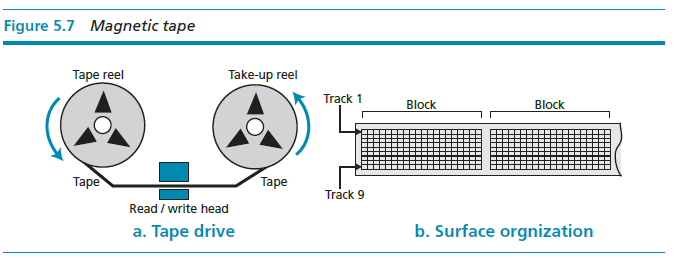 Figure 5.7 Magnetic tape
Tape reel
Take-up reel
Tape
Tape
Read / write head
a. Tape drive
Track 1
Block
Block
Track 9
b. Surface orgnization